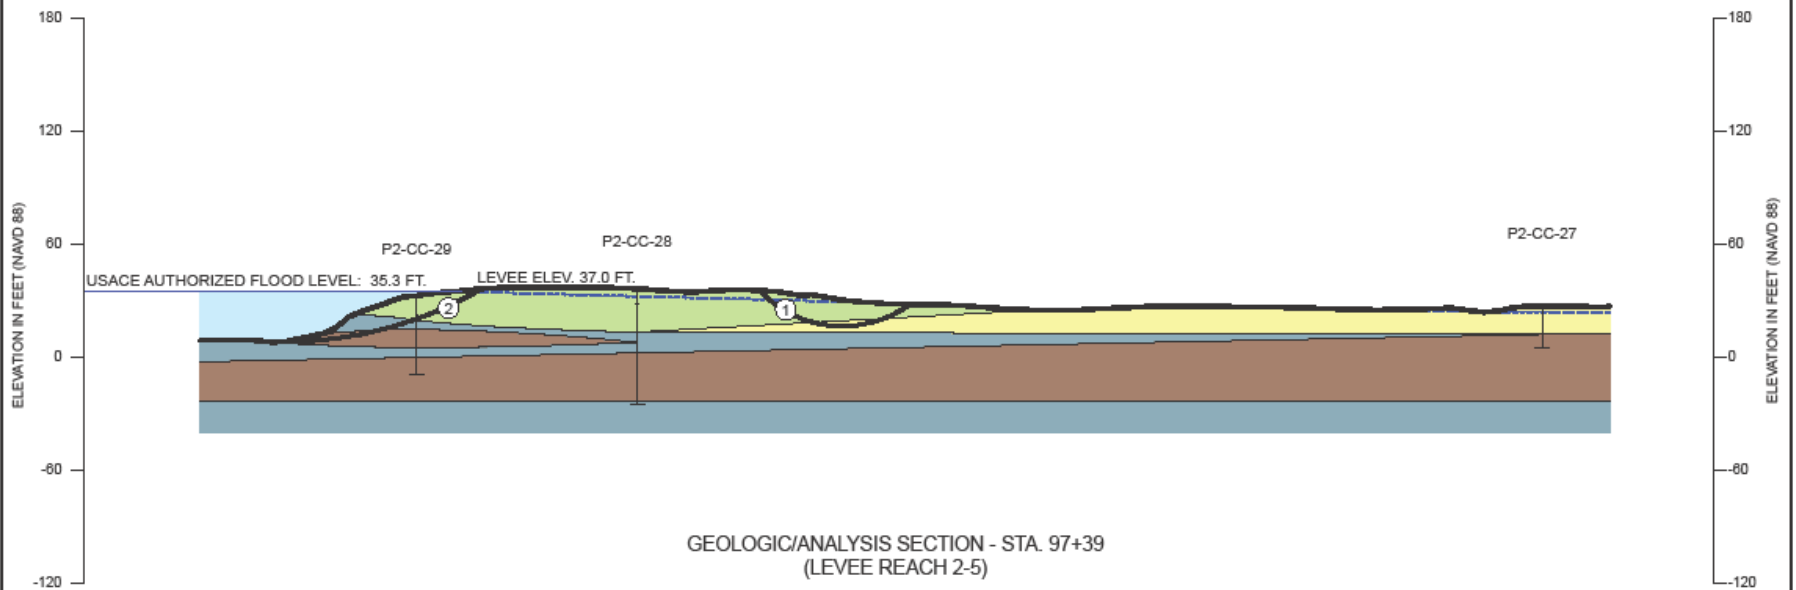 180
120
60
0
-60
-120
ELEVATION IN FEET (NAVD 88)
P2-CC-29
P2-CC-28
P2-CC-27
USACE AUTHORIZED FLOOD LEVEL: 35.3 FT.
LEVEE ELEV. 37.0 FT.
2
1
180
120
60
0
-60
-120
ELEVATION IN FEET (NAVD 88)
GEOLOGIC/ANALYSIS SECTION - STA. 97+39
(LEVEE REACH 2-5)